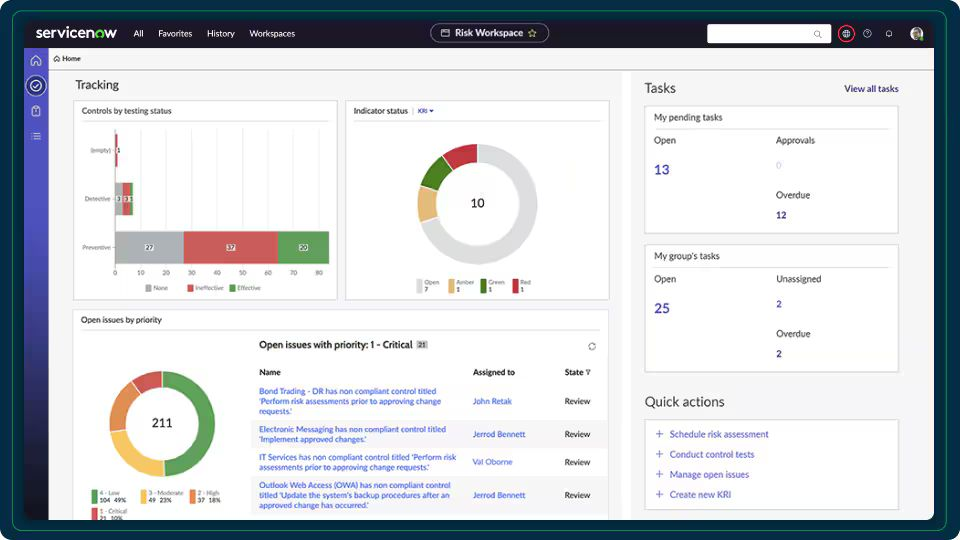 servicenow
All Favorites History Workspaces
Risk Workspace
Home
Tracking
Controls by testing status
(empty) 1
Detective 3 3 1
Preventive 27 37 20
0 10 20 30 40 50 60 70 80
None Ineffective Effective
Indicator status | KRI
10
Open 7
Amber 1
Green 1
Red 1
Open issues by priority
211
4 - Low
104 49%
3 - Moderate
49 23%
2 - High
37 18%
1 - Critical
21 10%
Open issues with priority: 1 - Critical 21
Name Assigned to State
Bond Trading - DR has non compliant control titled
'Perform risk assessments prior to approving change
requests.'
John Retak Review
Electronic Messaging has non compliant control titled
'Implement approved changes.'
Jerrod Bennett Review
IT Services has non compliant control titled 'Perform risk
assessments prior to approving change requests.'
Val Oborne Review
Outlook Web Access (OWA) has non compliant control
titled 'Update the system's backup procedures after an
approved change has occurred.'
Jerrod Bennett Review
Tasks
View all tasks
My pending tasks
Open
13
Approvals
0
Overdue
12
My group's tasks
Open
25
Unassigned
2
Overdue
2
Quick actions
+ Schedule risk assessment
+ Conduct control tests
+ Manage open issues
+ Create new KRI